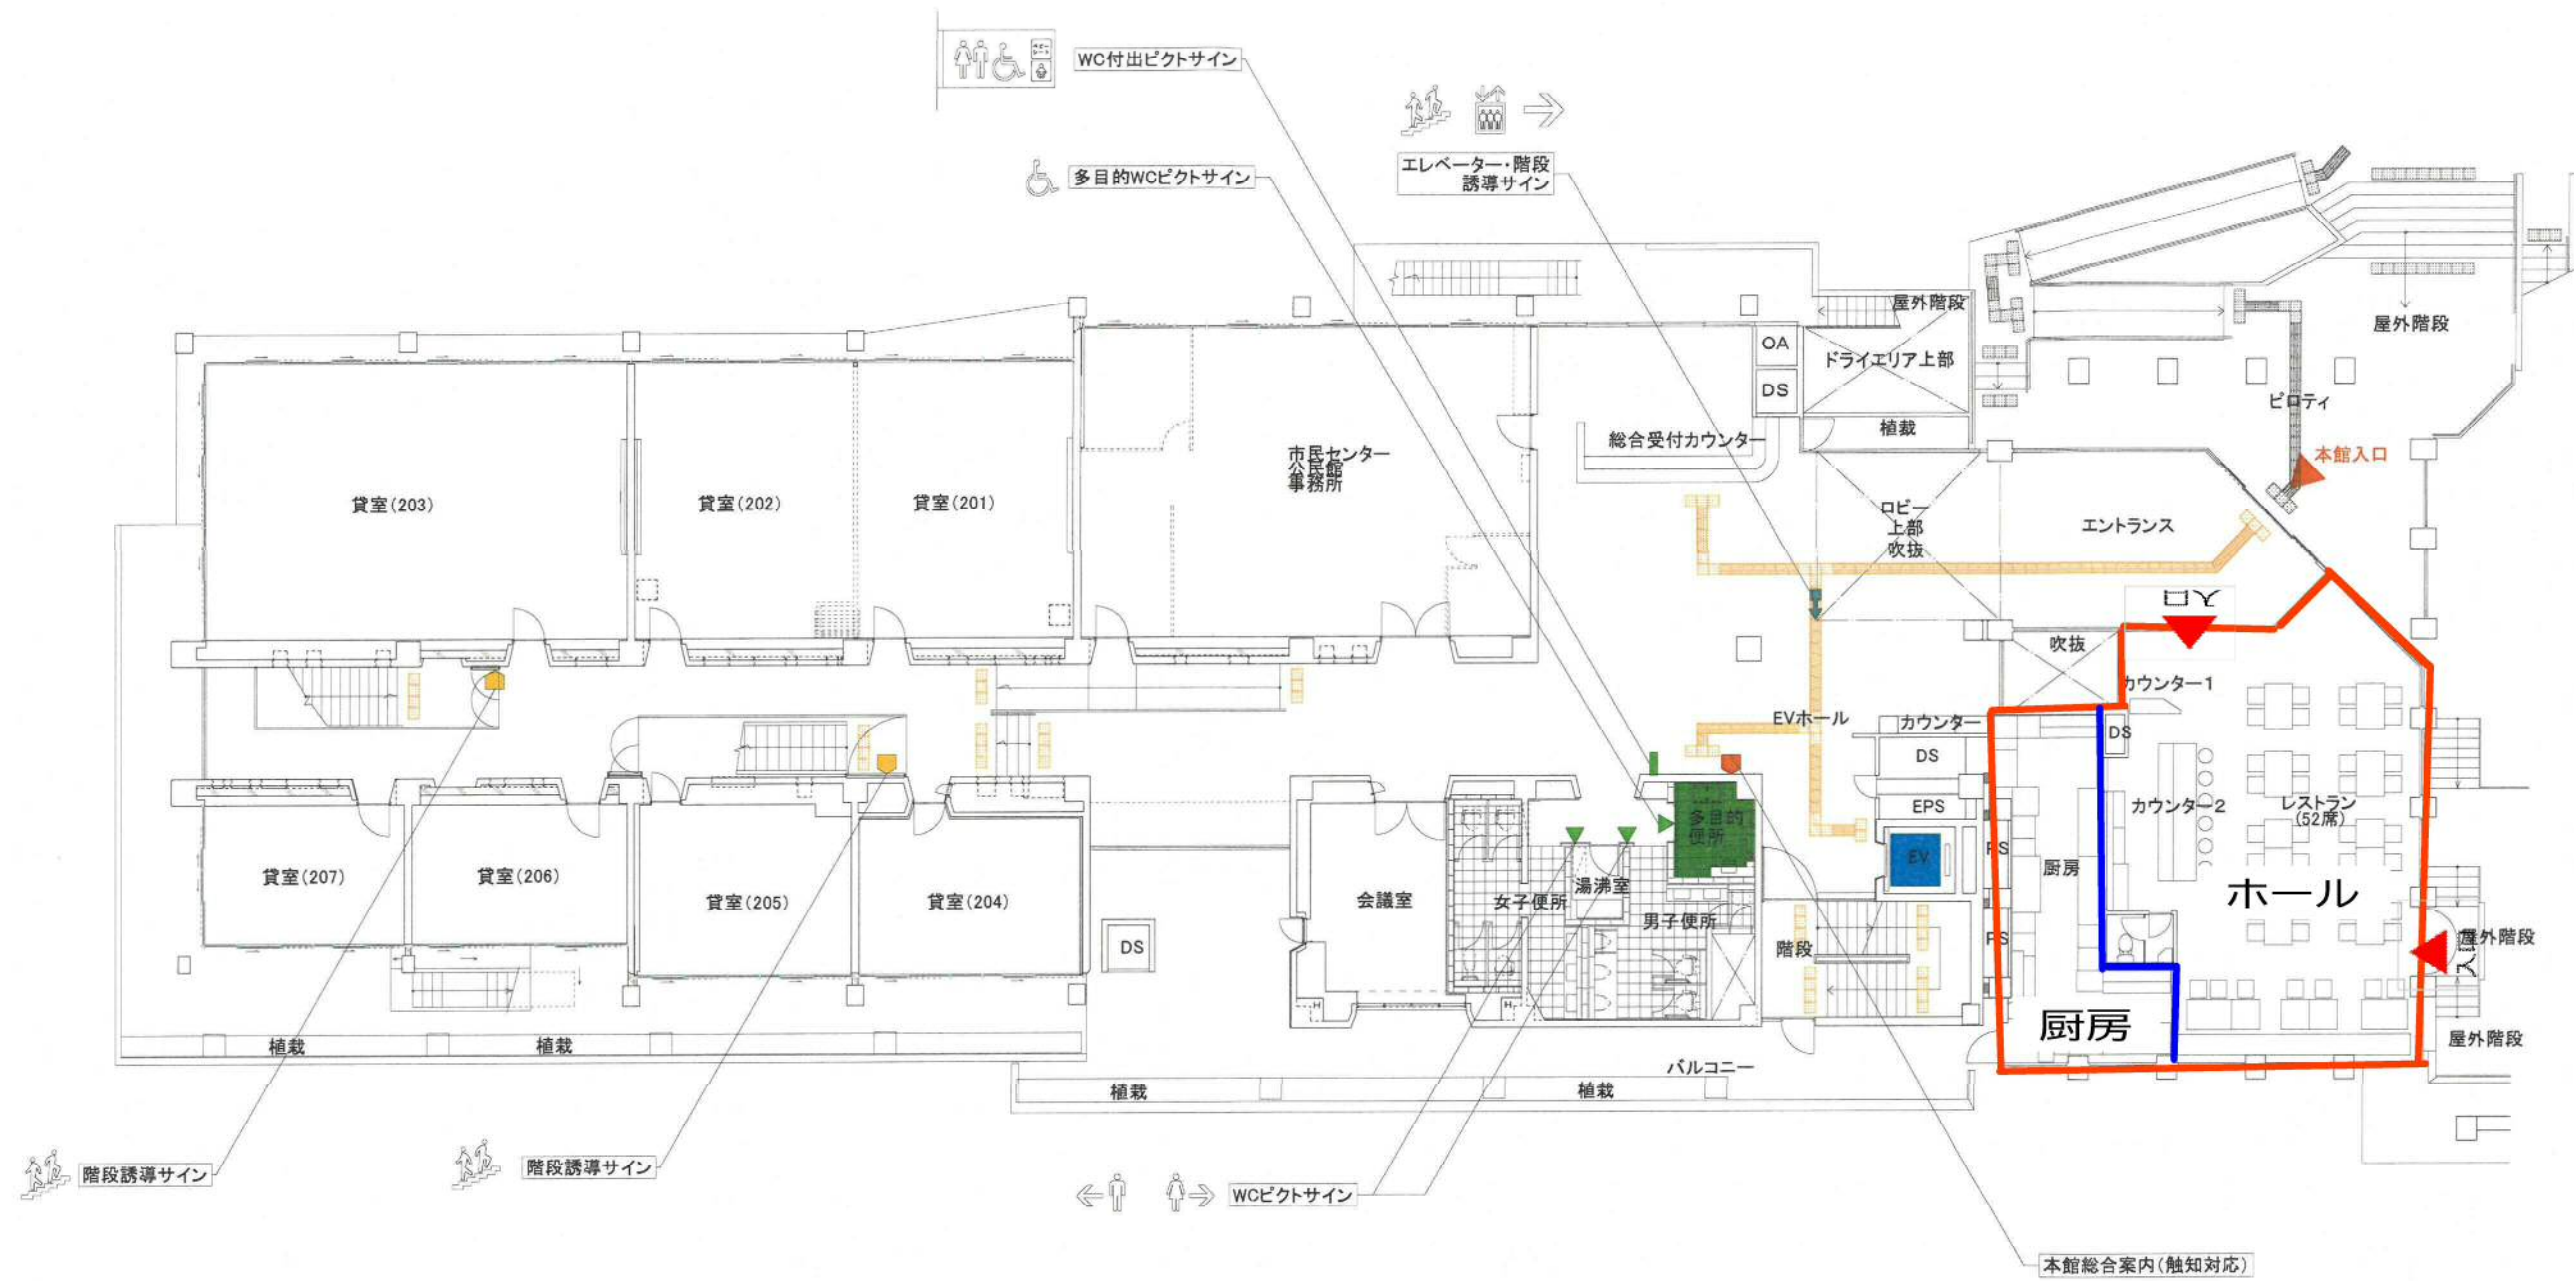 WC付出ピクトサイン
多目的WCピクトサイン
エレベーター・階段
誘導サイン
屋外階段
屋外階段
OA
ドライエリア上部
DS
ピロティ
植栽
総合受付カウンター
本館入口
市民センター
公民館
事務所
貸室(203)
貸室(202)
貸室(201)
ロビー
上部
吹抜
エントランス
入口
吹抜
カウンター1
EVホール
カウンター
DS
DS
EPS
カウンター2
レストラン
(52席)
多目的
便所
EV
PS
厨房
貸室(207)
貸室(206)
貸室(205)
貸室(204)
会議室
女子便所
湯沸室
男子便所
ホール
DS
階段
PS
屋外階段
入口
H
H
厨房
屋外階段
植栽
植栽
バルコニー
植栽
植栽
階段誘導サイン
階段誘導サイン
WCピクトサイン
本館総合案内(触知対応)